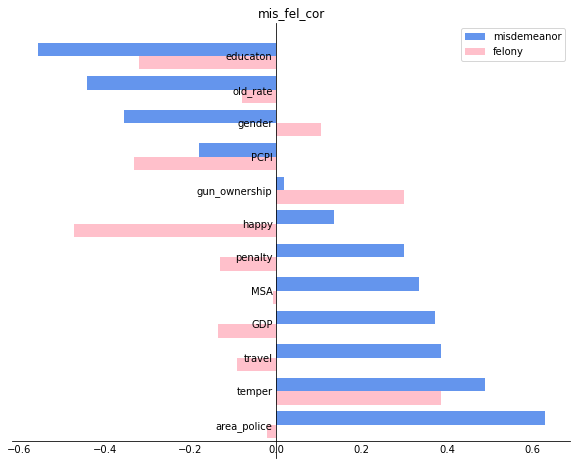 mis_fel_cor
misdemeanor
felony
educaton
old_rate
gender
PCPI
gun_ownership
happy
penalty
MSA
GDP
travel
temper
area_police
−0.6 −0.4 −0.2 0.0 0.2 0.4 0.6